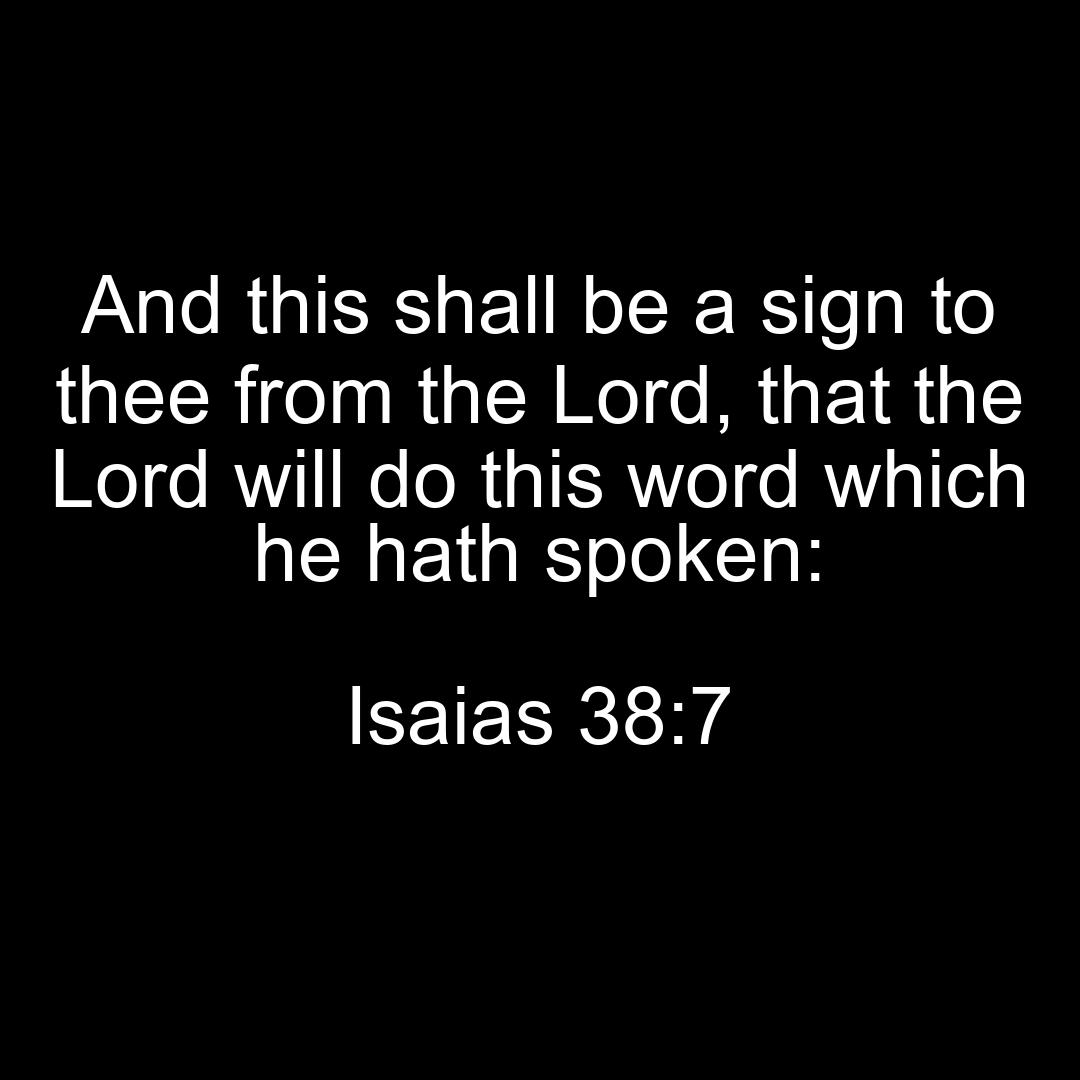 And this shall be a sign to
thee from the Lord, that the
Lord will do this word which
he hath spoken:
Isaias 38:7